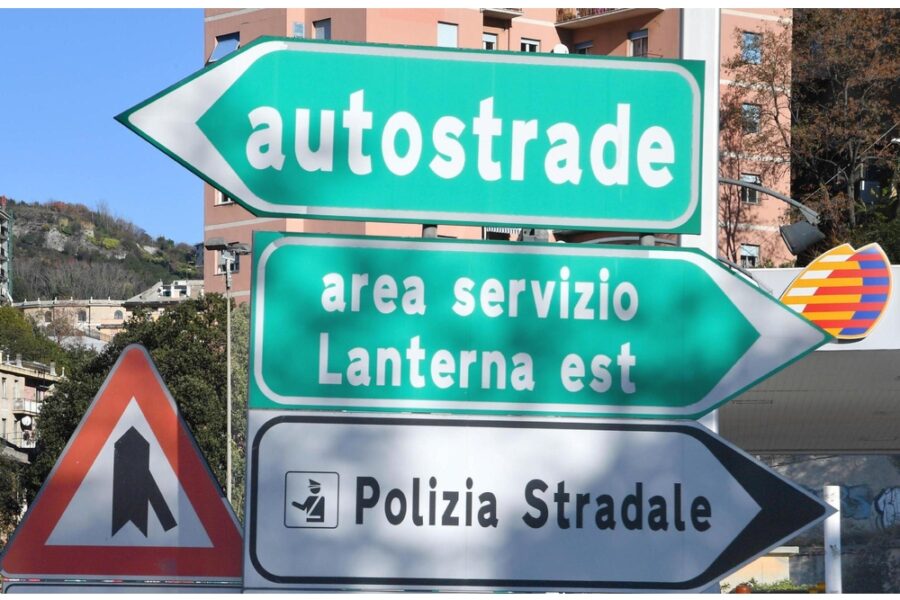 autostrade
area servizio
Lanterna est
Polizia Stradale